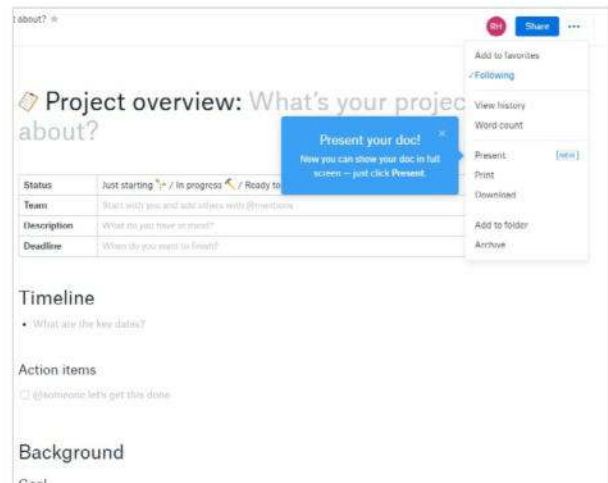 t about? ☆
RH
Share
...
Add to favorites
✓Following
View history
Word count
Present [NEW]
Print
Download
Add to folder
Archive
Present your doc! ×
Now you can show your doc in full
screen — just click Present.
Project overview: What's your projec
about?
Status Just starting / In progress / Ready to
Team Start with you and add others with @mentions
Description What do you have in mind?
Deadline When do you want to finish?
Timeline
• What are the key dates?
Action items
@someone let's get this done
Background
Goal